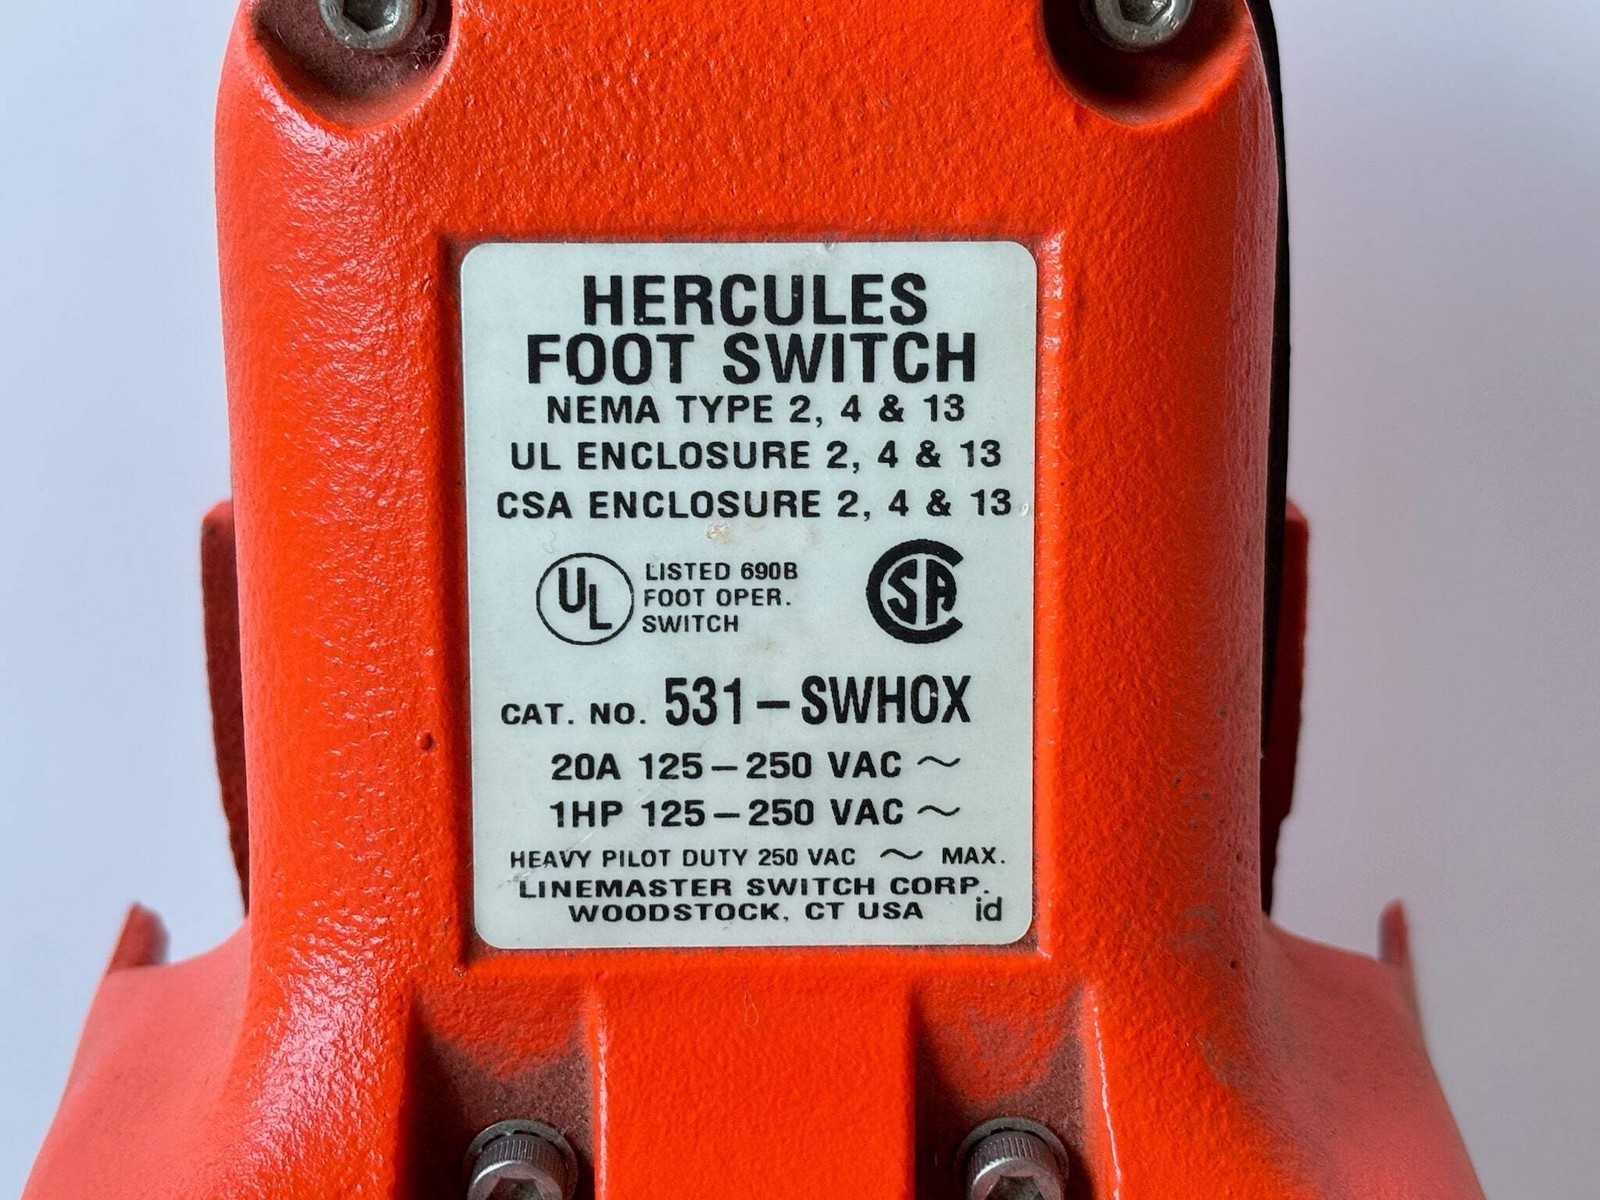 HERCULES
FOOT SWITCH
NEMA TYPE 2, 4 & 13
UL ENCLOSURE 2, 4 & 13
CSA ENCLOSURE 2, 4 & 13
UL LISTED 690B
FOOT OPER.
SWITCH
CSA
CAT. NO. 531-SWHOX
20A 125-250 VAC ~
1HP 125-250 VAC ~
HEAVY PILOT DUTY 250 VAC ~ MAX.
LINEMASTER SWITCH CORP.
WOODSTOCK, CT USA id